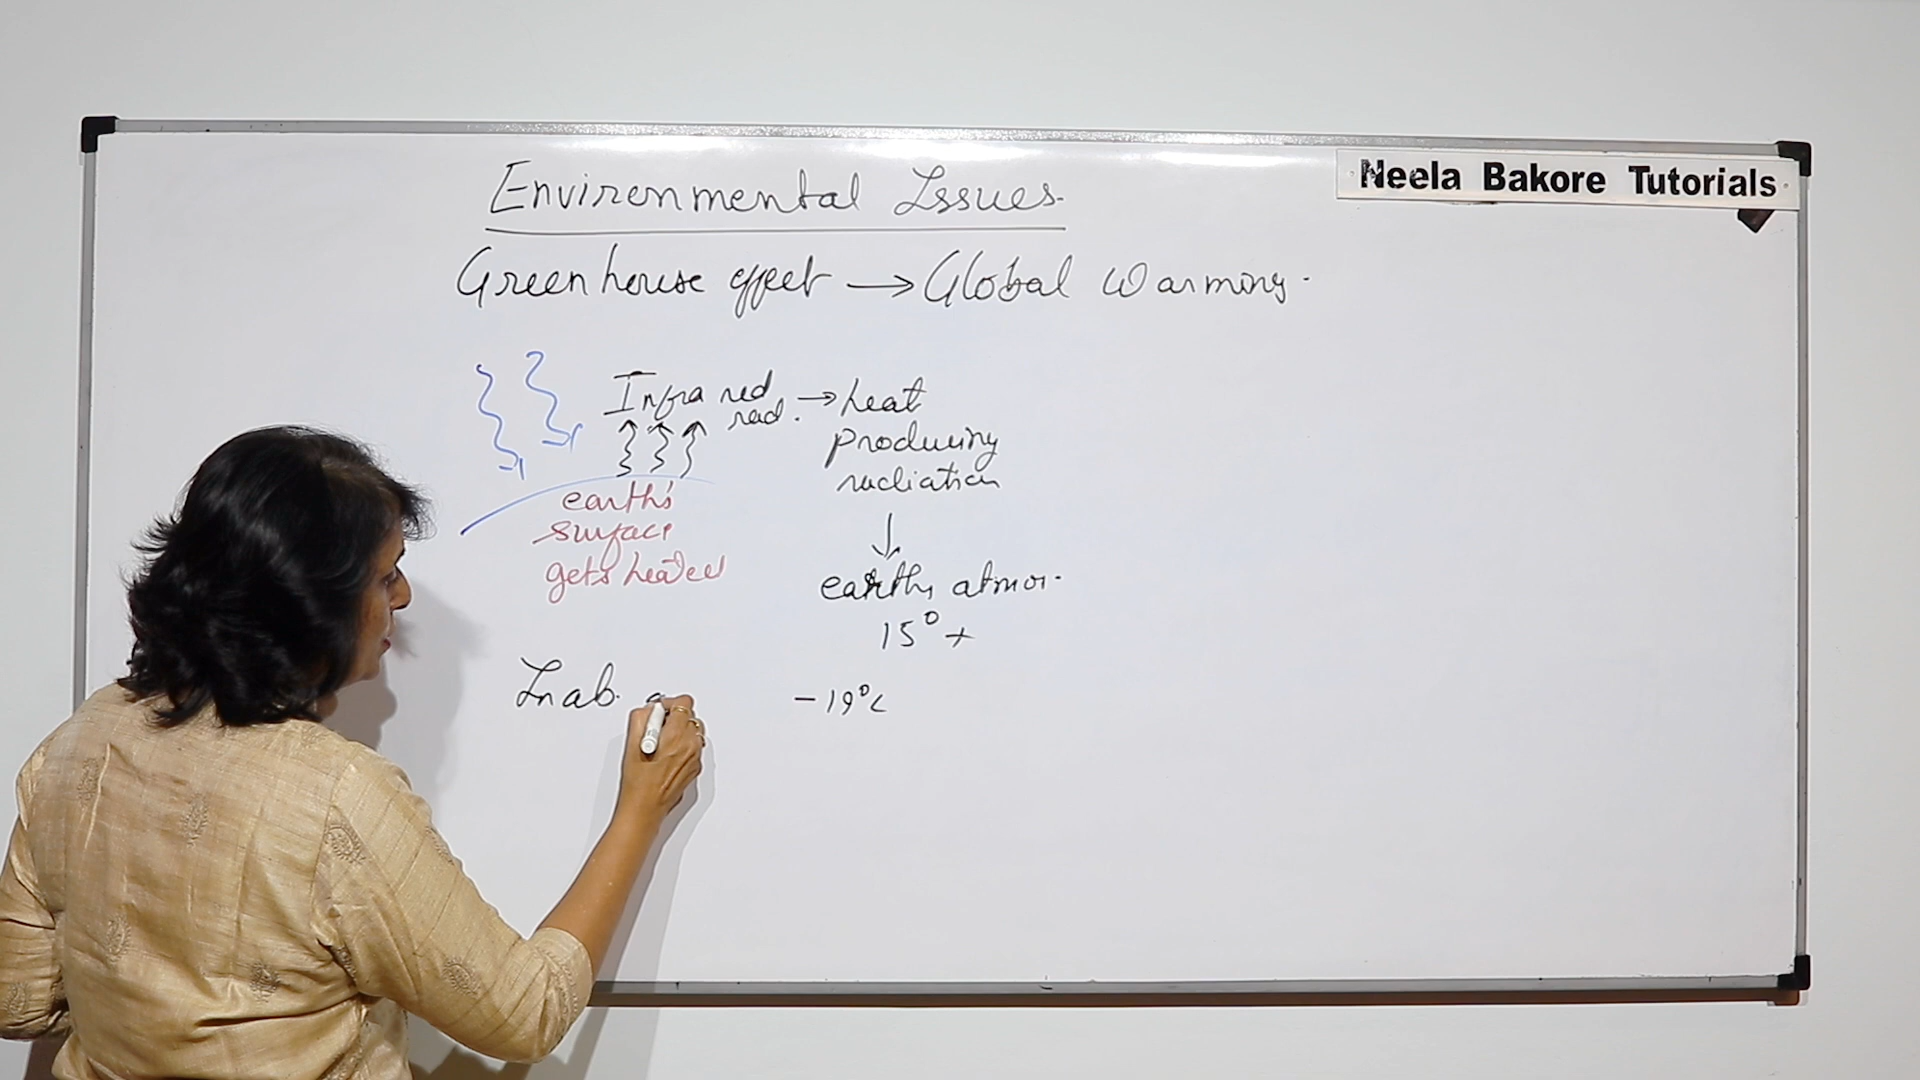 Neela Bakore Tutorials
Environmental Issues.
Greenhouse effect → Global Warming.
Infra red rad. → heat
producing
radiation
↓
earth's
surface
gets heated
earth's atmos.
15° +
In ab.
-19°C